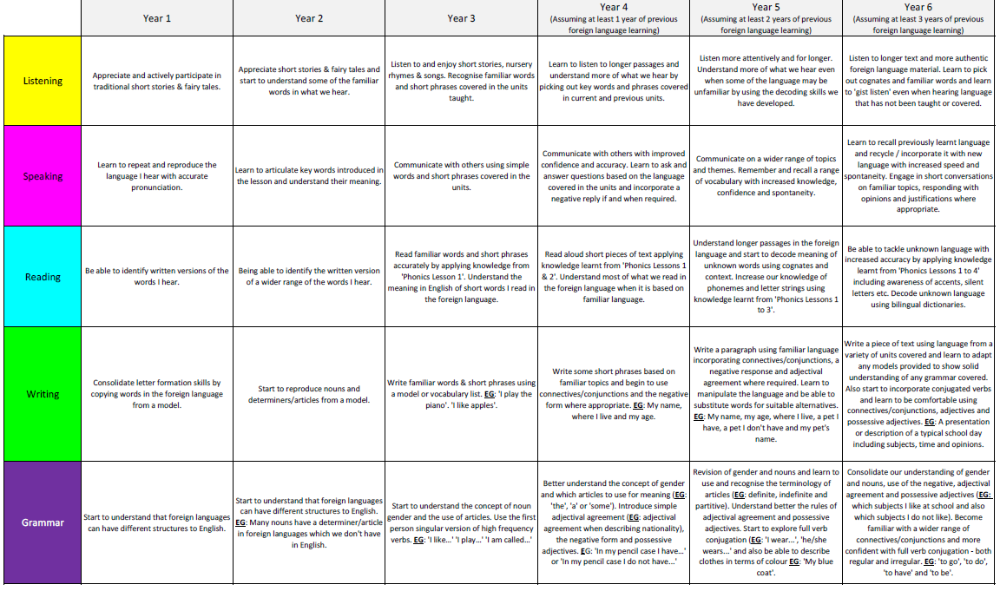 Year 1
Year 2
Year 3
Year 4
(Assuming at least 1 year of previous
foreign language learning)
Year 5
(Assuming at least 2 years of previous
foreign language learning)
Year 6
(Assuming at least 3 years of previous
foreign language learning)
Listening
Appreciate and actively participate in
traditional short stories & fairy tales.
Appreciate short stories & fairy tales and
start to understand some of the familiar
words in what we hear.
Listen to and enjoy short stories, nursery
rhymes & songs. Recognise familiar words
and short phrases covered in the units
taught.
Learn to listen to longer passages and
understand more of what we hear by
picking out key words and phrases covered
in current and previous units.
Listen more attentively and for longer.
Understand more of what we hear even
when some of the language may be
unfamiliar by using the decoding skills we
have developed.
Listen to longer text and more authentic
foreign language material. Learn to pick
out cognates and familiar words and learn
to 'gist listen' even when hearing language
that has not been taught or covered.
Speaking
Learn to repeat and reproduce the
language I hear with accurate
pronunciation.
Learn to articulate key words introduced in
the lesson and understand their meaning.
Communicate with others using simple
words and short phrases covered in the
units.
Communicate with others with improved
confidence and accuracy. Learn to ask and
answer questions based on the language
covered in the units and incorporate a
negative reply if and when required.
Communicate on a wider range of topics
and themes. Remember and recall a range
of vocabulary with increased knowledge,
confidence and spontaneity.
Learn to recall previously learnt language
and recycle / incorporate it with new
language with increased speed and
spontaneity. Engage in short conversations
on familiar topics, responding with
opinions and justifications where
appropriate.
Reading
Be able to identify written versions of the
words I hear.
Being able to identify the written version
of a wider range of the words I hear.
Read familiar words and short phrases
accurately by applying knowledge from
'Phonics Lesson 1'. Understand the
meaning in English of short words I read in
the foreign language.
Read aloud short pieces of text applying
knowledge learnt from 'Phonics Lessons 1
& 2'. Understand most of what we read in
the foreign language when it is based on
familiar language.
Understand longer passages in the foreign
language and start to decode meaning of
unknown words using cognates and
context. Increase our knowledge of
phonemes and letter strings using
knowledge learnt from 'Phonics Lessons 1
to 3'.
Be able to tackle unknown language with
increased accuracy by applying knowledge
learnt from 'Phonics Lessons 1 to 4'
including awareness of accents, silent
letters etc. Decode unknown language
using bilingual dictionaries.
Writing
Consolidate letter formation skills by
copying words in the foreign language
from a model.
Start to reproduce nouns and
determiners/articles from a model.
Write familiar words & short phrases using
a model or vocabulary list. EG: 'I play the
piano'. 'I like apples'.
Write some short phrases based on
familiar topics and begin to use
connectives/conjunctions and the negative
form where appropriate. EG: My name,
where I live and my age.
Write a paragraph using familiar language
incorporating connectives/conjunctions, a
negative response and adjectival
agreement where required. Learn to
manipulate the language and be able to
substitute words for suitable alternatives.
EG: My name, my age, where I live, a pet I
have, a pet I don't have and my pet's
name.
Write a piece of text using language from a
variety of units covered and learn to adapt
any models provided to show solid
understanding of any grammar covered.
Also start to incorporate conjugated verbs
and learn to be comfortable using
connectives/conjunctions, adjectives and
possessive adjectives. EG: A presentation
or description of a typical school day
including subjects, time and opinions.
Grammar
Start to understand that foreign languages
can have different structures to English.
Start to understand that foreign languages
can have different structures to English.
EG: Many nouns have a determiner/article
in foreign languages which we don't have
in English.
Start to understand the concept of noun
gender and the use of articles. Use the first
person singular version of high frequency
verbs. EG: 'I like...' 'I play...' 'I am called...'
Better understand the concept of gender
and which articles to use for meaning (EG:
'the', 'a' or 'some'). Introduce simple
adjectival agreement (EG: adjectival
agreement when describing nationality),
the negative form and possessive
adjectives. EG: 'In my pencil case I have...'
or 'In my pencil case I do not have...'
Revision of gender and nouns and learn to
use and recognise the terminology of
articles (EG: definite, indefinite and
partitive). Understand better the rules of
adjectival agreement and possessive
adjectives. Start to explore full verb
conjugation (EG: 'I wear...', 'he/she
wears...' and also be able to describe
clothes in terms of colour EG: 'My blue
coat'.
Consolidate our understanding of gender
and nouns, use of the negative, adjectival
agreement and possessive adjectives (EG:
which subjects I like at school and also
which subjects I do not like). Become
familiar with a wider range of
connectives/conjunctions and more
confident with full verb conjugation - both
regular and irregular. EG: 'to go', 'to do',
'to have' and 'to be'.